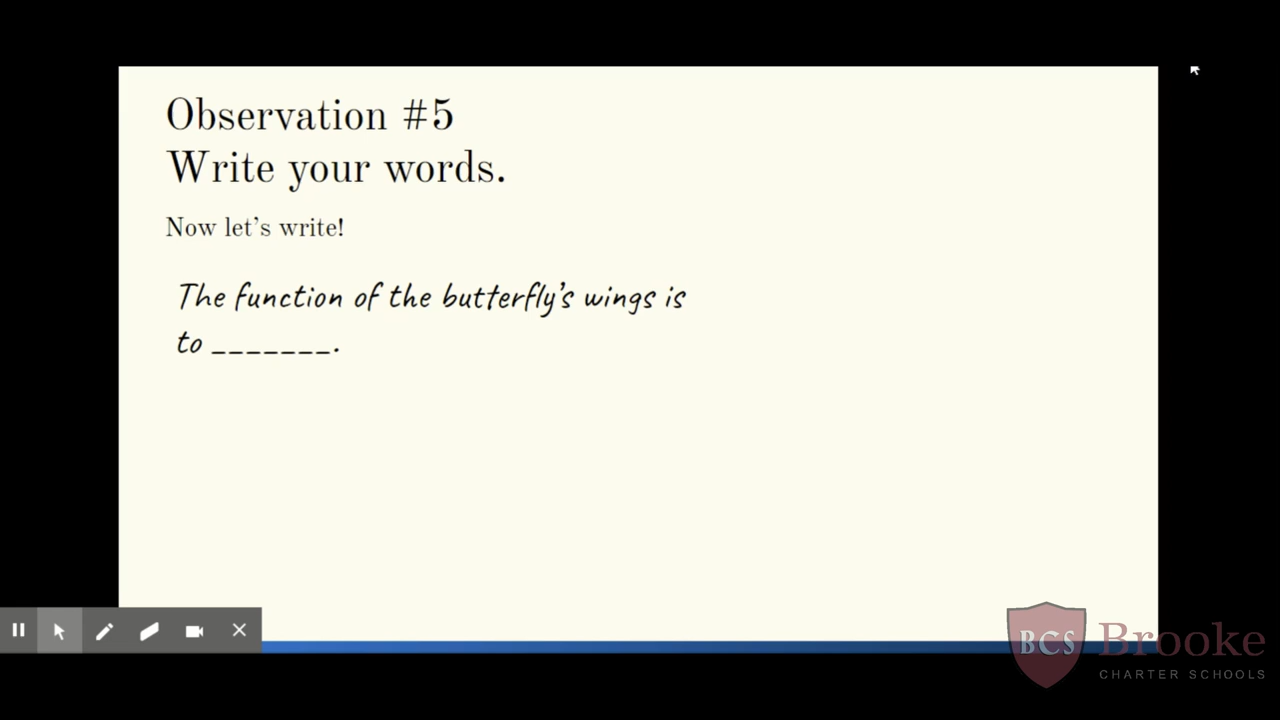 Observation #5
Write your words.
Now let’s write!
The function of the butterfly’s wings is
to _______.
BCS Brooke
CHARTER SCHOOLS